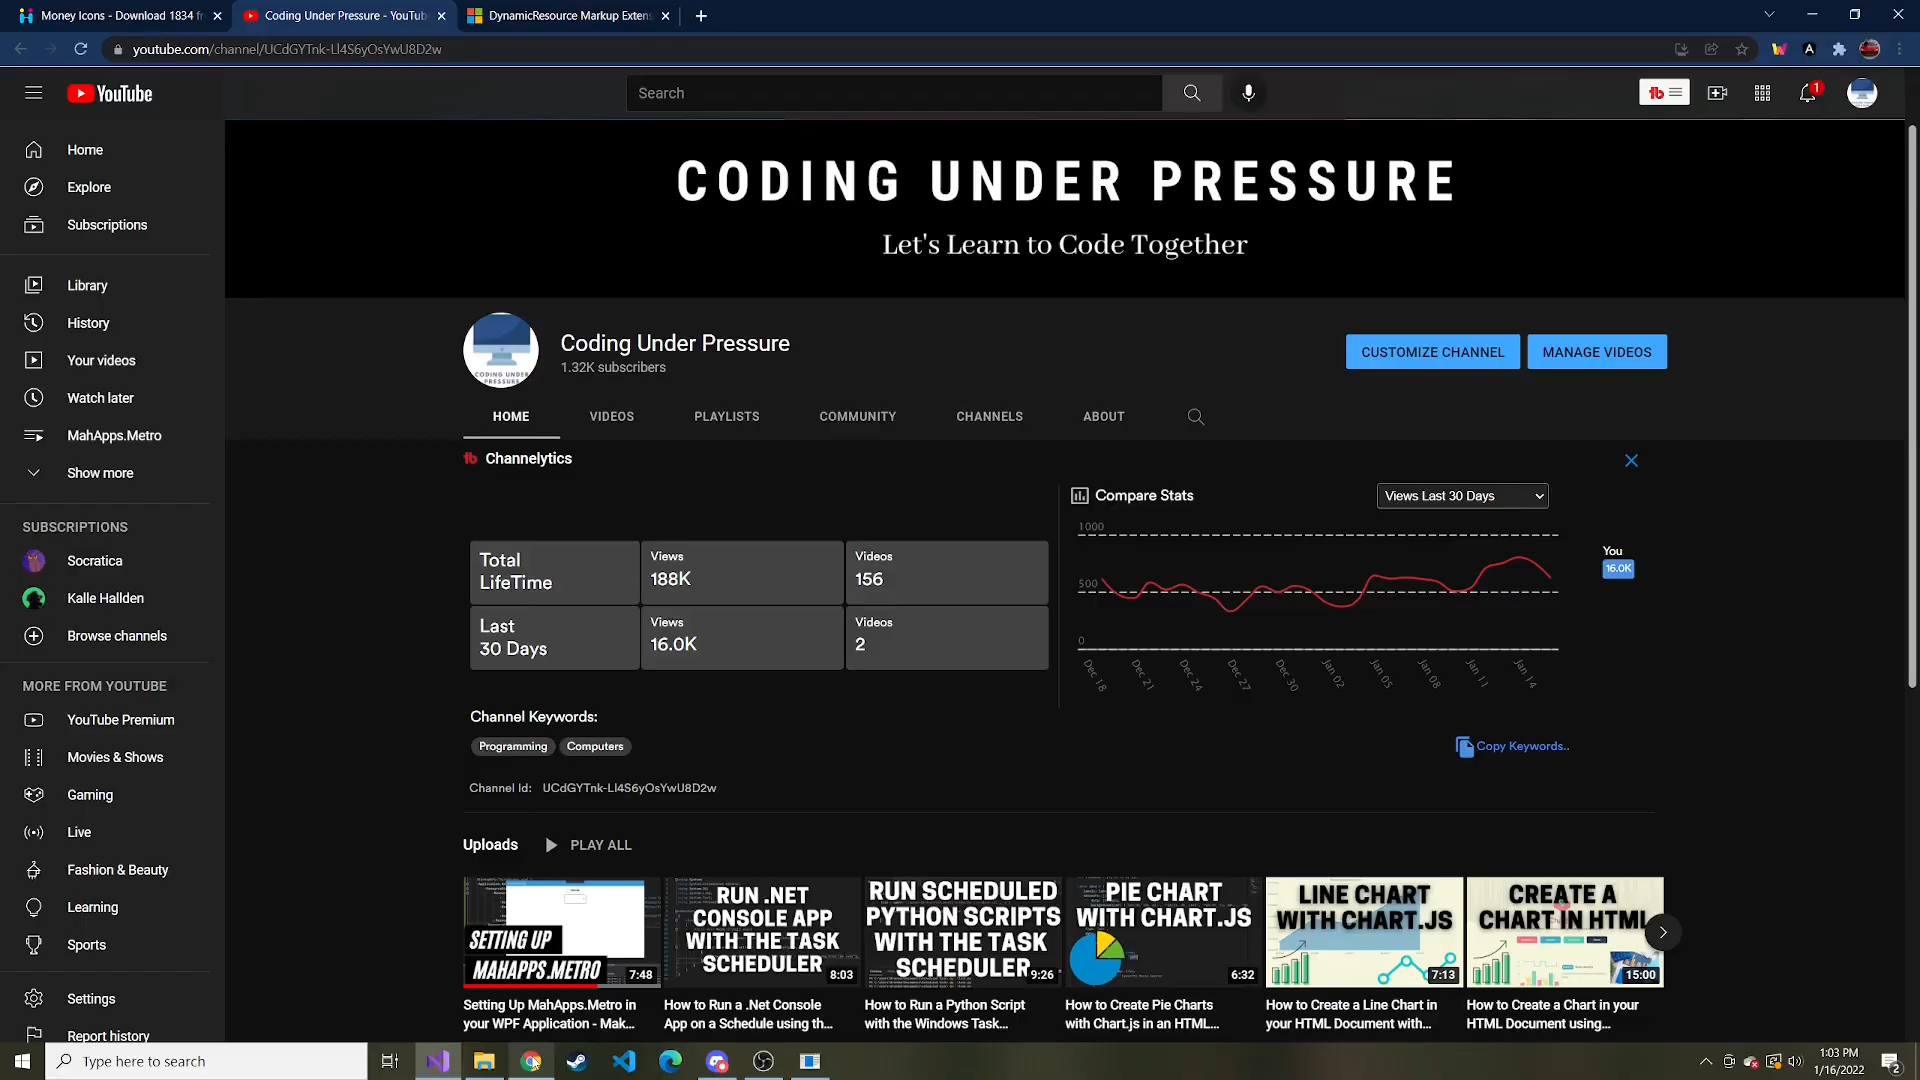 Money Icons - Download 1834 fr
Coding Under Pressure - YouTub
DynamicResource Markup Extens
youtube.com/channel/UCdGYTnk-Ll4S6yOsYwU8D2w
YouTube
Search
1
Home
Explore
Subscriptions
Library
History
Your videos
Watch later
MahApps.Metro
Show more
SUBSCRIPTIONS
Socratica
Kalle Hallden
Browse channels
MORE FROM YOUTUBE
YouTube Premium
Movies & Shows
Gaming
Live
Fashion & Beauty
Learning
Sports
Settings
Report history
CODING UNDER PRESSURE
Let's Learn to Code Together
CODING UNDER
PRESSURE
Coding Under Pressure
1.32K subscribers
CUSTOMIZE CHANNEL
MANAGE VIDEOS
HOME
VIDEOS
PLAYLISTS
COMMUNITY
CHANNELS
ABOUT
Channelytics
Total
LifeTime
Views
188K
Videos
156
Last
30 Days
Views
16.0K
Videos
2
Compare Stats
Views Last 30 Days
1000
500
0
Dec 18
Dec 21
Dec 24
Dec 27
Dec 30
Jan 02
Jan 05
Jan 08
Jan 11
Jan 14
You
16.0K
Channel Keywords:
Programming
Computers
Copy Keywords..
Channel Id: UCdGYTnk-Ll4S6yOsYwU8D2w
Uploads
PLAY ALL
SETTING UP
MAHAPPS.METRO
7:48
RUN .NET
CONSOLE APP
WITH THE TASK
SCHEDULER
8:03
RUN SCHEDULED
PYTHON SCRIPTS
WITH THE TASK
SCHEDULER
9:26
PIE CHART
WITH CHART.JS
6:32
LINE CHART
WITH CHART.JS
7:13
CREATE A
CHART IN HTML
15:00
Setting Up MahApps.Metro in
your WPF Application - Mak...
How to Run a .Net Console
App on a Schedule using th...
How to Run a Python Script
with the Windows Task...
How to Create Pie Charts
with Chart.js in an HTML...
How to Create a Line Chart in
your HTML Document with...
How to Create a Chart in your
HTML Document using...
Type here to search
1:03 PM
1/16/2022
2